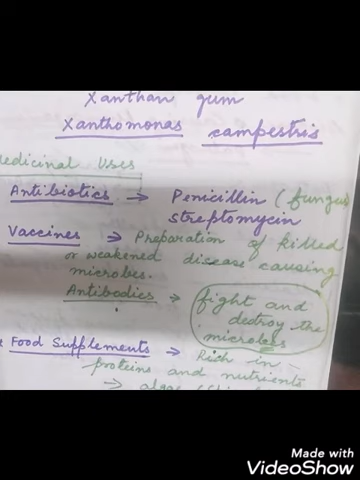 Xanthan gum
Xanthomonas campestris
edicinal Uses
Antibiotics → Penicillin (fungus
streptomycin
Vaccines → Preparation of killed
or weakened disease causing
microbes.
Antibodies → fight and
destroy the
microbes
Food Supplements → Rich in
proteins and nutrients
→ algae
Made with
VideoShow